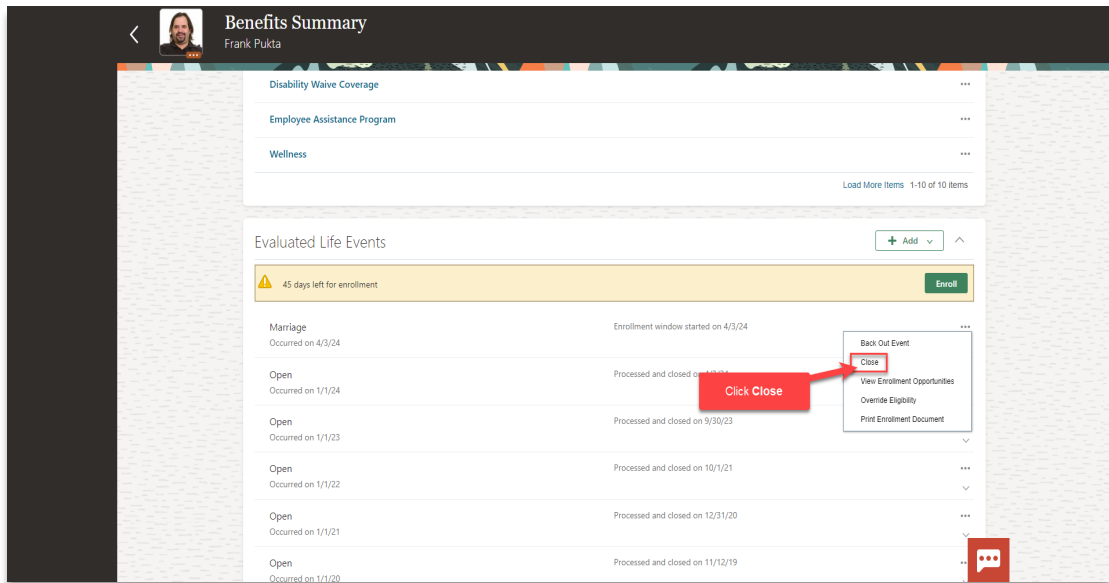 Benefits Summary
Frank Pukta
Disability Waive Coverage
Employee Assistance Program
Wellness
Load More Items 1-10 of 10 items
Evaluated Life Events
+ Add
45 days left for enrollment
Enroll
Marriage
Enrollment window started on 4/3/24
Occurred on 4/3/24
Back Out Event
Close
View Enrollment Opportunities
Override Eligibility
Print Enrollment Document
Click Close
Open
Processed and closed on
Occurred on 1/1/24
Open
Processed and closed on 9/30/23
Occurred on 1/1/23
Open
Processed and closed on 10/1/21
Occurred on 1/1/22
Open
Processed and closed on 12/31/20
Occurred on 1/1/21
Open
Processed and closed on 11/12/19
Occurred on 1/1/20